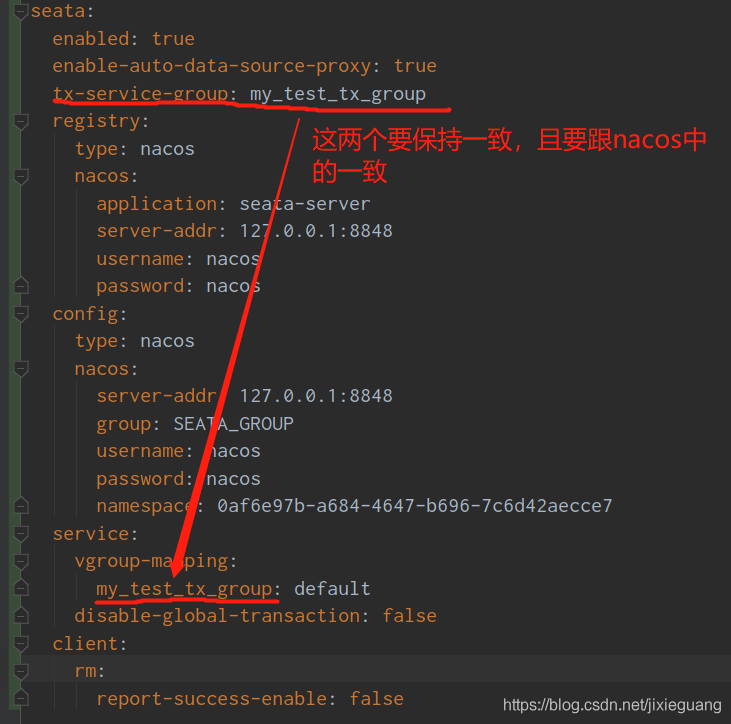 seata:
  enabled: true
  enable-auto-data-source-proxy: true
  tx-service-group: my_test_tx_group
  registry:
这两个要保持一致，且要跟nacos中
的一致
    type: nacos
    nacos:
      application: seata-server
      server-addr: 127.0.0.1:8848
      username: nacos
      password: nacos
  config:
    type: nacos
    nacos:
      server-addr: 127.0.0.1:8848
      group: SEATA_GROUP
      username: nacos
      password: nacos
      namespace: 0af6e97b-a684-4647-b696-7c6d42aecce7
  service:
    vgroup-mapping:
      my_test_tx_group: default
    disable-global-transaction: false
  client:
    rm:
      report-success-enable: false
https://blog.csdn.net/jixieguang